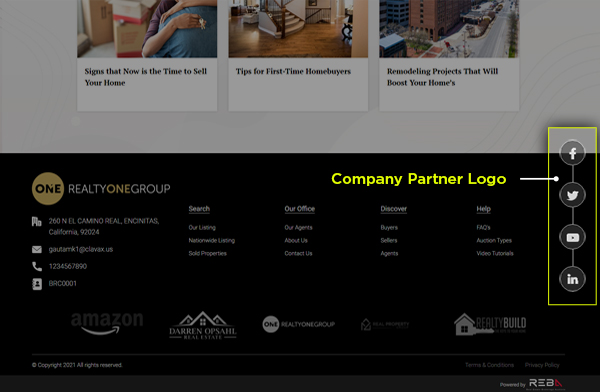 Signs that Now is the Time to Sell
Your Home
Tips for First-Time Homebuyers
Remodeling Projects That Will
Boost Your Home's
ONE REALTYONEGROUP
260 N EL CAMINO REAL, ENCINITAS,
California, 92024
gautamk1@clavax.us
1234567890
BRC0001
Search
Our Listing
Nationwide Listing
Sold Properties
Our Office
Our Agents
About Us
Contact Us
Discover
Buyers
Sellers
Agents
Help
FAQ's
Auction Types
Video Tutorials
Company Partner Logo
amazon
DARREN OPSAHL
REAL ESTATE
ONE REALTYONEGROUP
REAL PROPERTY
REALTYBUILD
© Copyright 2021 All rights reserved.
Terms & Conditions Privacy Policy
Powered by REBA